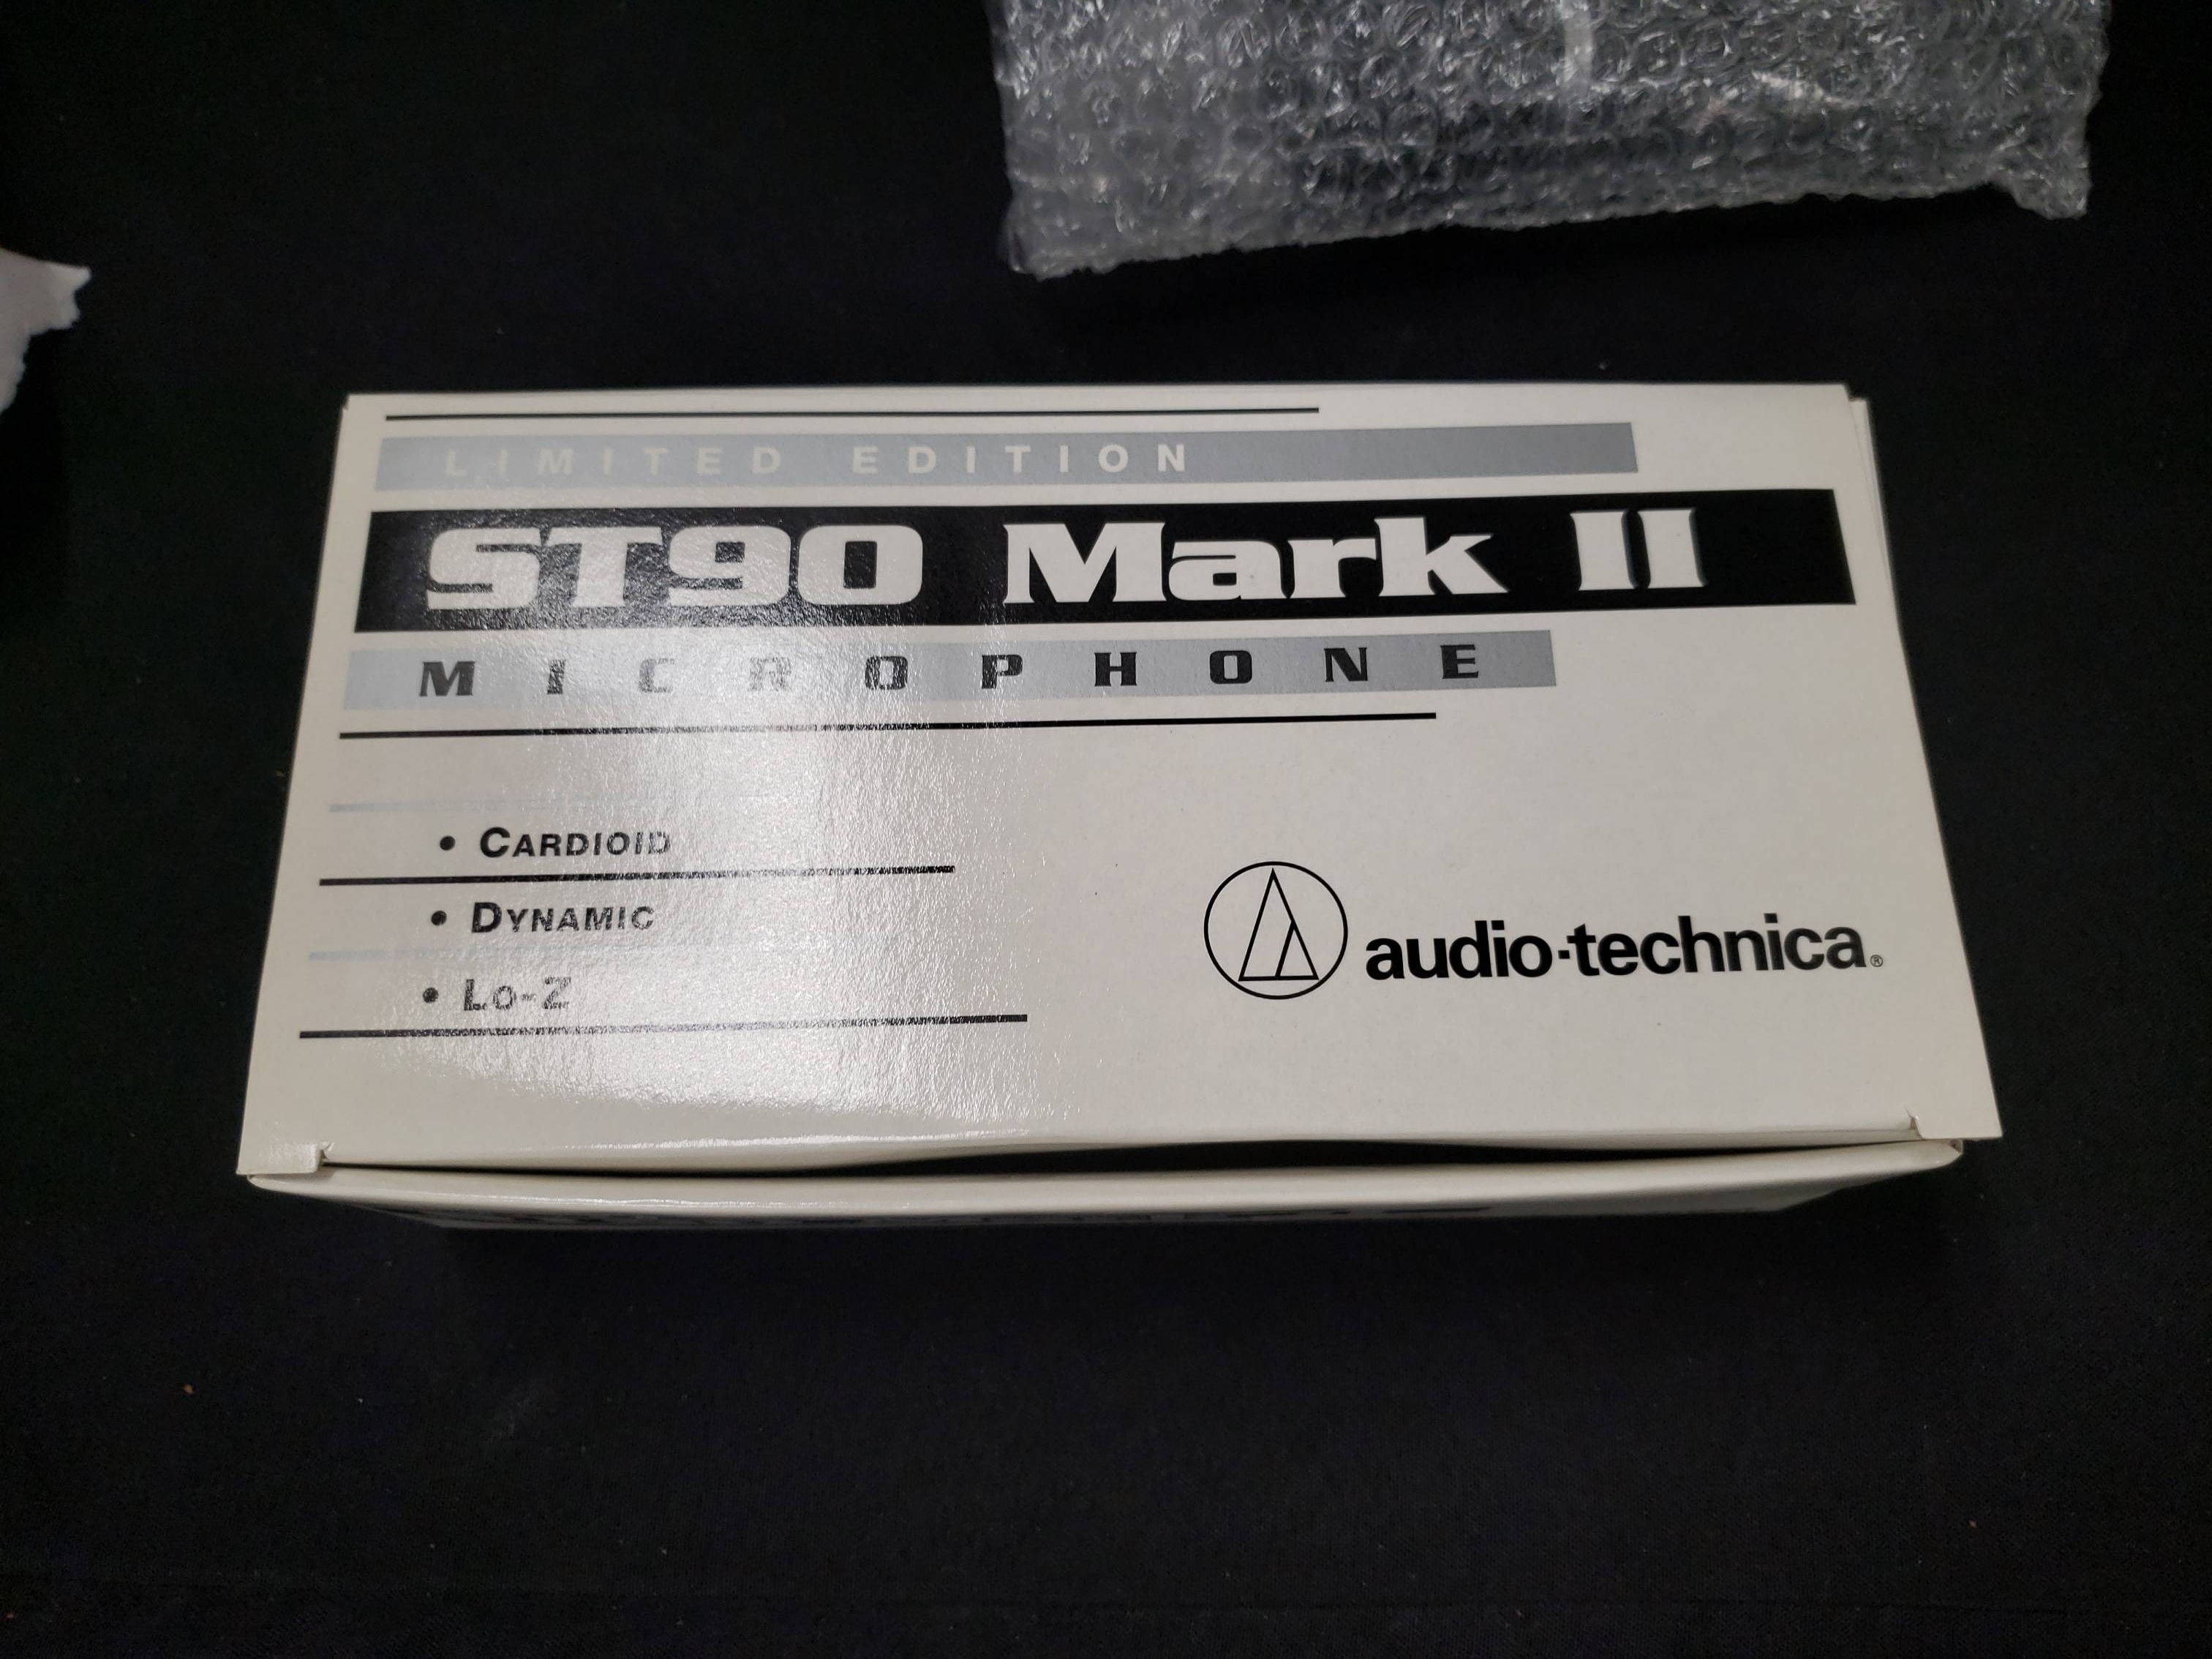 LIMITED EDITION
ST90 Mark II
MICROPHONE
• CARDIOID
• DYNAMIC
• LO-Z
audio-technica®